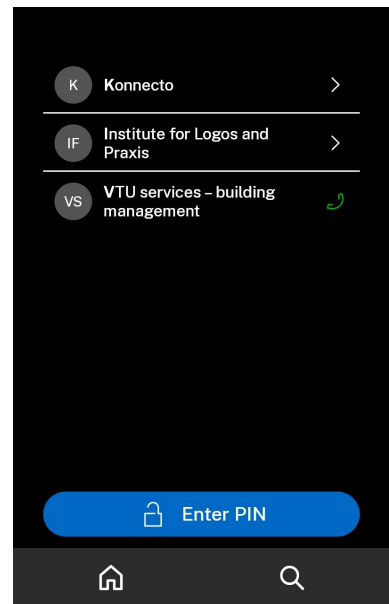 K
Konnecto
IF
Institute for Logos and
Praxis
VS
VTU services – building
management
Enter PIN